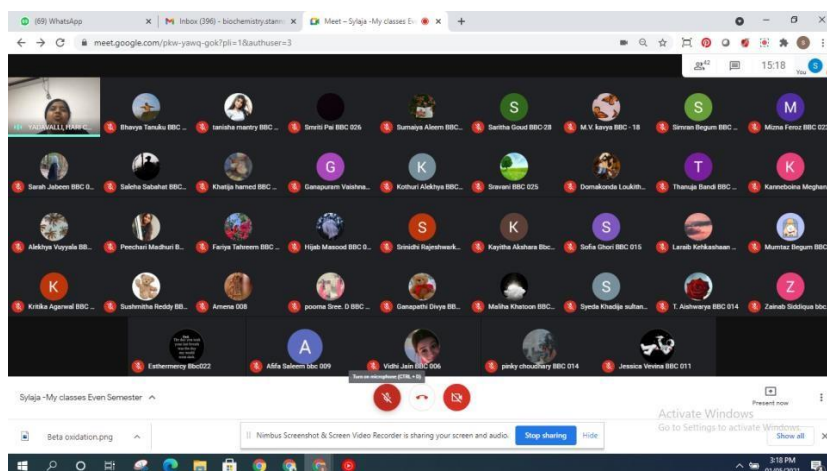 (69) WhatsApp
Inbox (396) - biochemistry.stann
Meet – Sylaja -My classes E
meet.google.com/pkw-yawq-gok?pli=1&authuser=3
42
15:18
You
S
YADAVALLI, HARI C...
Bhavya Tanuku BBC ...
tanisha mantry BBC ...
Smriti Pai BBC 026
Sumaiya Aleem BBC...
S
Saritha Goud BBC-28
M.V. kavya BBC - 18
S
Simran Begum BBC ...
M
Mizna Feroz BBC 022
Sarah Jabeen BBC 0...
Saleha Sabahat BBC...
Khatija hamed BBC ...
G
Ganapuram Vaishna...
K
Kothuri Alekhya BBC...
Sravani BBC 025
Domakonda Loukith...
T
Thanuja Bandi BBC ...
K
Kanneboina Meghan
Alekhya Vuyyala BB...
Peechari Madhuri B...
Fariya Tahreem BBC ...
Hijab Masood BBC 0...
S
Srinidhi Rajeshwark...
K
Kayitha Akshara Bbc...
S
Sofia Ghori BBC 015
Laraib Kehkashaan ...
Mumtaz Begum BBC
K
Kritika Agarwal BBC ...
Sushmitha Reddy BB...
Amena 008
poorna Sree. D BBC ...
Ganapathi Divya BB...
Maliha Khatoon BBC...
S
Syeda Khadija sultan...
T. Aishwarya BBC 014
Z
Zainab Siddiqua bbc
Esthermercy Bbc022
A
Afifa Saleem bbc 009
Vidhi Jain BBC 006
pinky choudhary BBC 014
Jessica Vevina BBC 011
Turn on microphone (CTRL + D)
Sylaja -My classes Even Semester
Present now
Activate Windows
Go to Settings to activate Windows.
Beta oxidation.png
Nimbus Screenshot & Screen Video Recorder is sharing your screen and audio.
Stop sharing
Hide
Show all
3:18 PM
01/05/2021